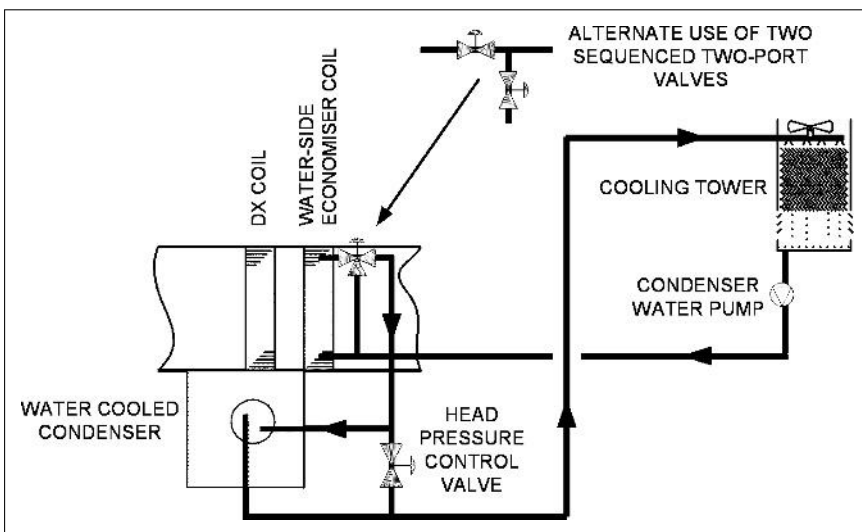 ALTERNATE USE OF TWO
SEQUENCED TWO-PORT
VALVES
DX COIL
WATER-SIDE
ECONOMISER COIL
COOLING TOWER
CONDENSER
WATER PUMP
WATER COOLED
CONDENSER
HEAD
PRESSURE
CONTROL
VALVE